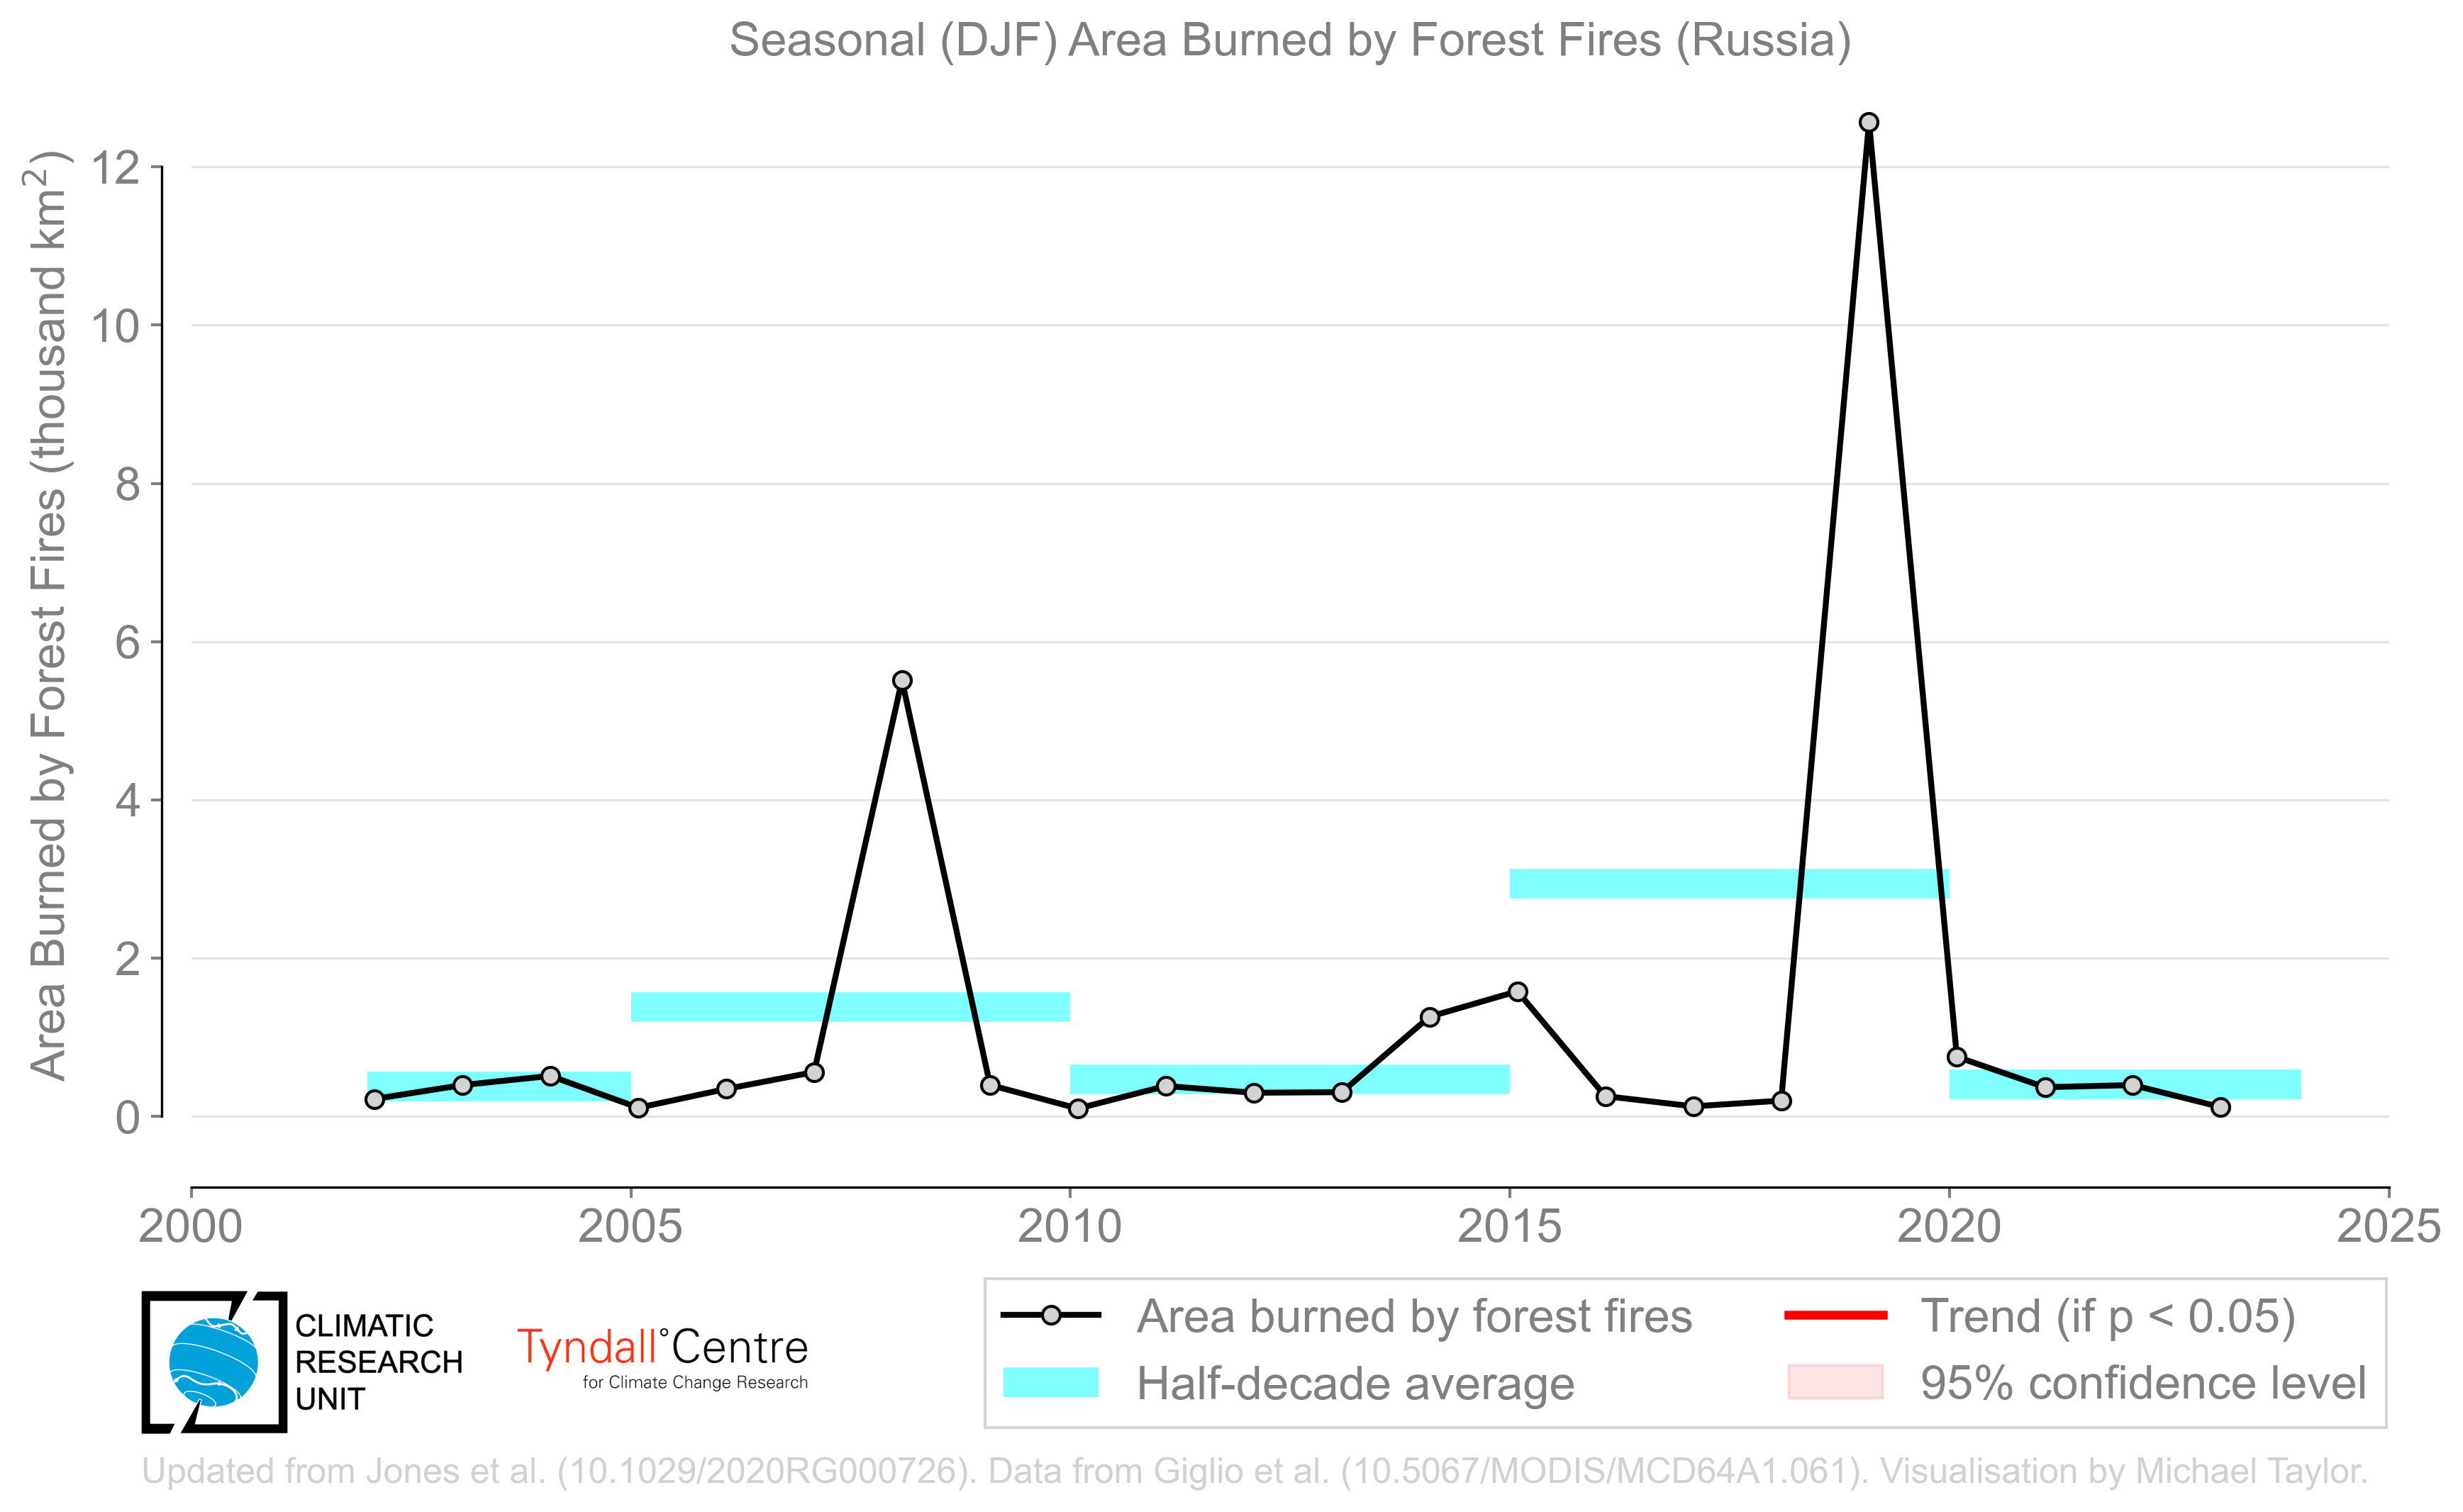 Seasonal (DJF) Area Burned by Forest Fires (Russia)
Area Burned by Forest Fires (thousand km²)
12
10
8
6
4
2
0
2000 2005 2010 2015 2020 2025
CLIMATIC
RESEARCH
UNIT
Tyndall°Centre
for Climate Change Research
Area burned by forest fires
Half-decade average
Trend (if p < 0.05)
95% confidence level
Updated from Jones et al. (10.1029/2020RG000726). Data from Giglio et al. (10.5067/MODIS/MCD64A1.061). Visualisation by Michael Taylor.